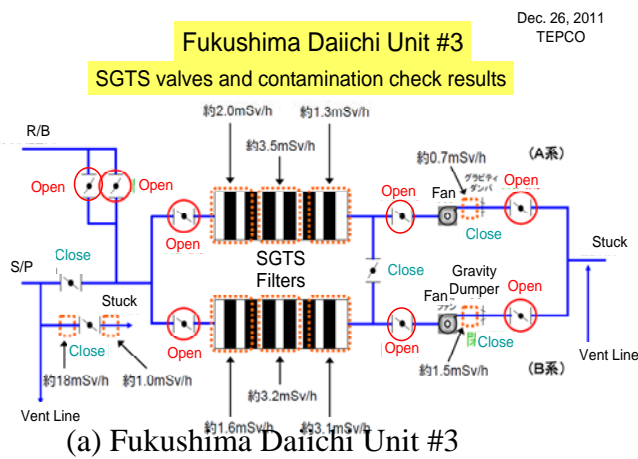 Dec. 26, 2011
TEPCO
Fukushima Daiichi Unit #3
SGTS valves and contamination check results
約2.0mSv/h
約1.3mSv/h
R/B
約3.5mSv/h
(A系)
約0.7mSv/h
グラビティ
ダンパ
Open
Open
Open
Fan
Open
Close
Open
SGTS
Filters
Close
Stuck
S/P
Close
Gravity
Dumper
Stuck
Fan
ファン
Open
Close
Open
Open
閉
Close
約18mSv/h
約1.0mSv/h
約3.2mSv/h
約1.5mSv/h
(B系)
Vent Line
Vent Line
約1.6mSv/h
約3.1mSv/h
(a) Fukushima Daiichi Unit #3